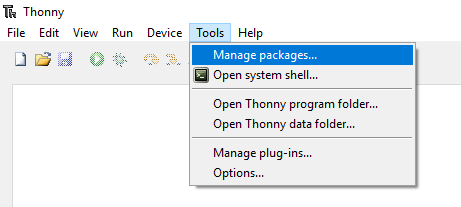 Thonny
File Edit View Run Device Tools Help
Manage packages...
Open system shell...
Open Thonny program folder...
Open Thonny data folder...
Manage plug-ins...
Options...